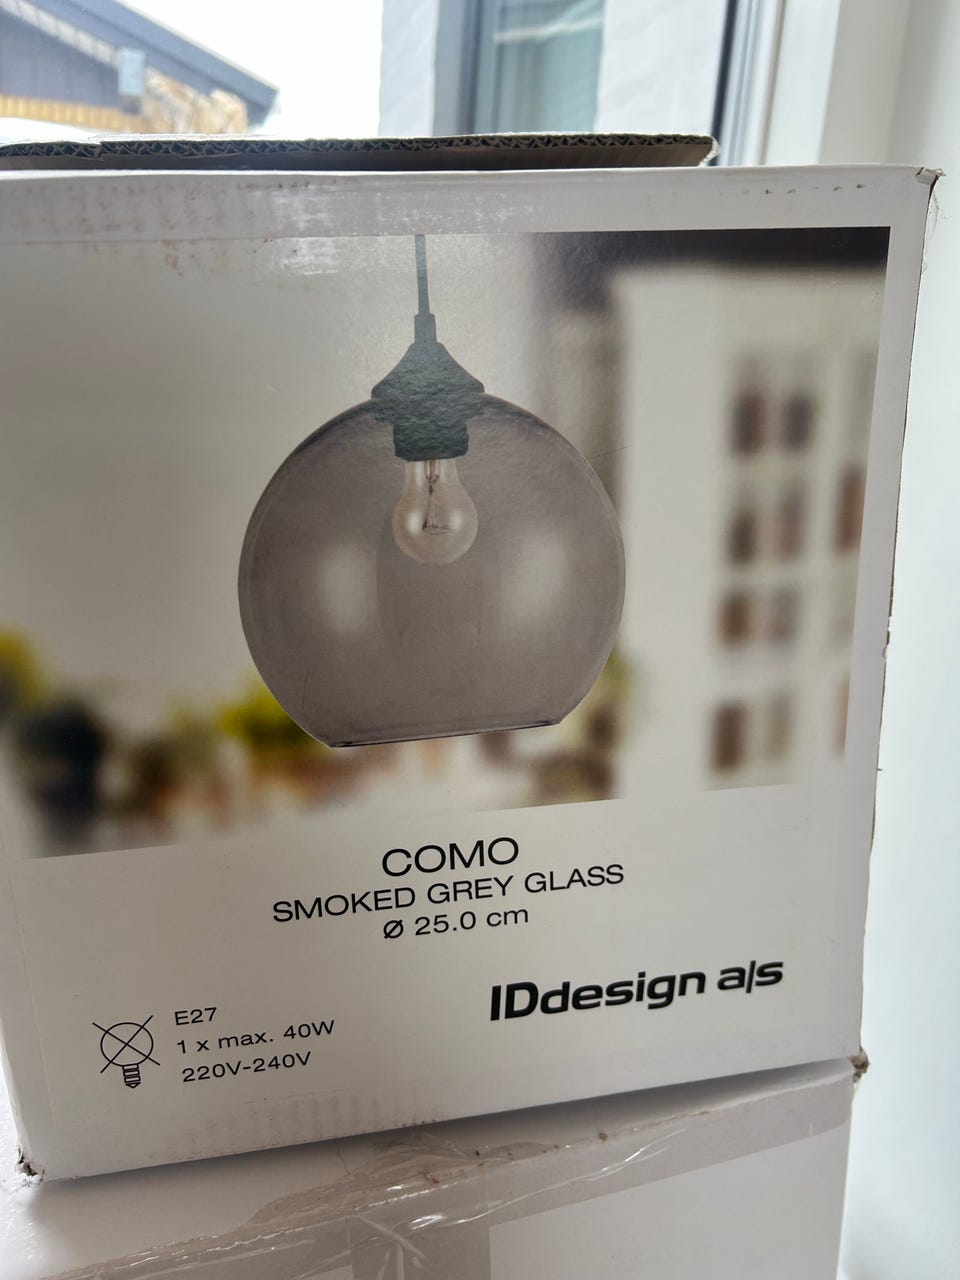 COMO
SMOKED GREY GLASS
Ø 25.0 cm
IDdesign a|s
E27
1 x max. 40W
220V-240V